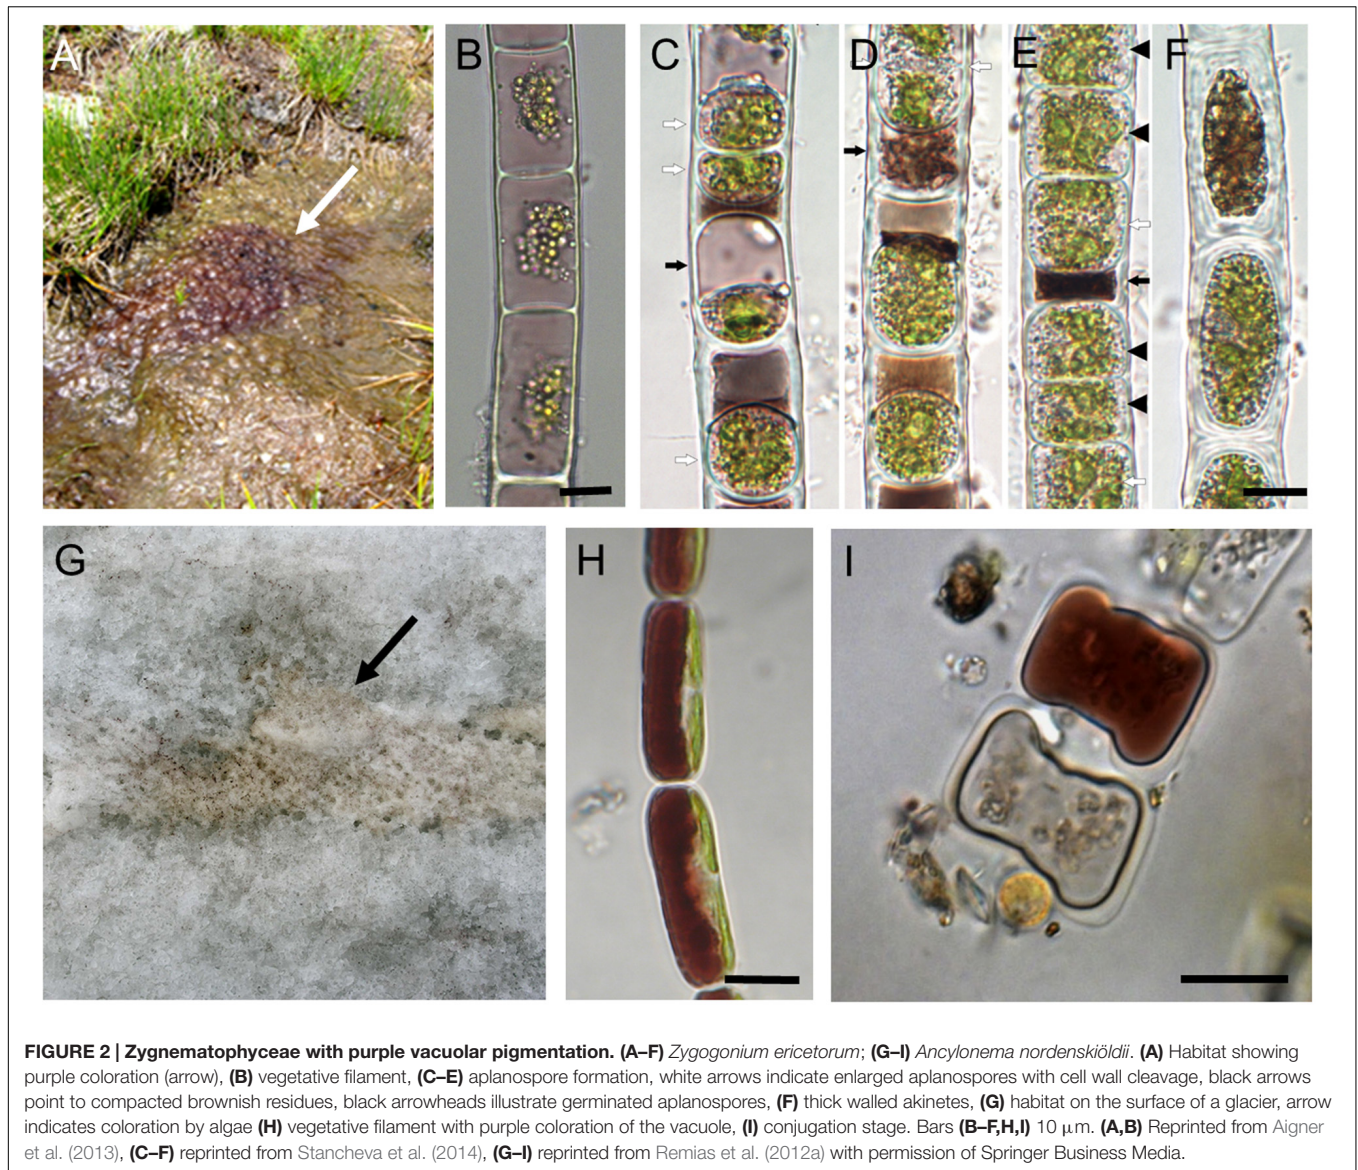 A
B
C
D
E
F
G
H
I
FIGURE 2 | Zygnematophyceae with purple vacuolar pigmentation. (A–F) Zygogonium ericetorum; (G–I) Ancylonema nordenskiöldii. (A) Habitat showing
purple coloration (arrow), (B) vegetative filament, (C–E) aplanospore formation, white arrows indicate enlarged aplanospores with cell wall cleavage, black arrows
point to compacted brownish residues, black arrowheads illustrate germinated aplanospores, (F) thick walled akinetes, (G) habitat on the surface of a glacier, arrow
indicates coloration by algae (H) vegetative filament with purple coloration of the vacuole, (I) conjugation stage. Bars (B–F,H,I) 10 μm. (A,B) Reprinted from Aigner
et al. (2013), (C–F) reprinted from Stancheva et al. (2014), (G–I) reprinted from Remias et al. (2012a) with permission of Springer Business Media.